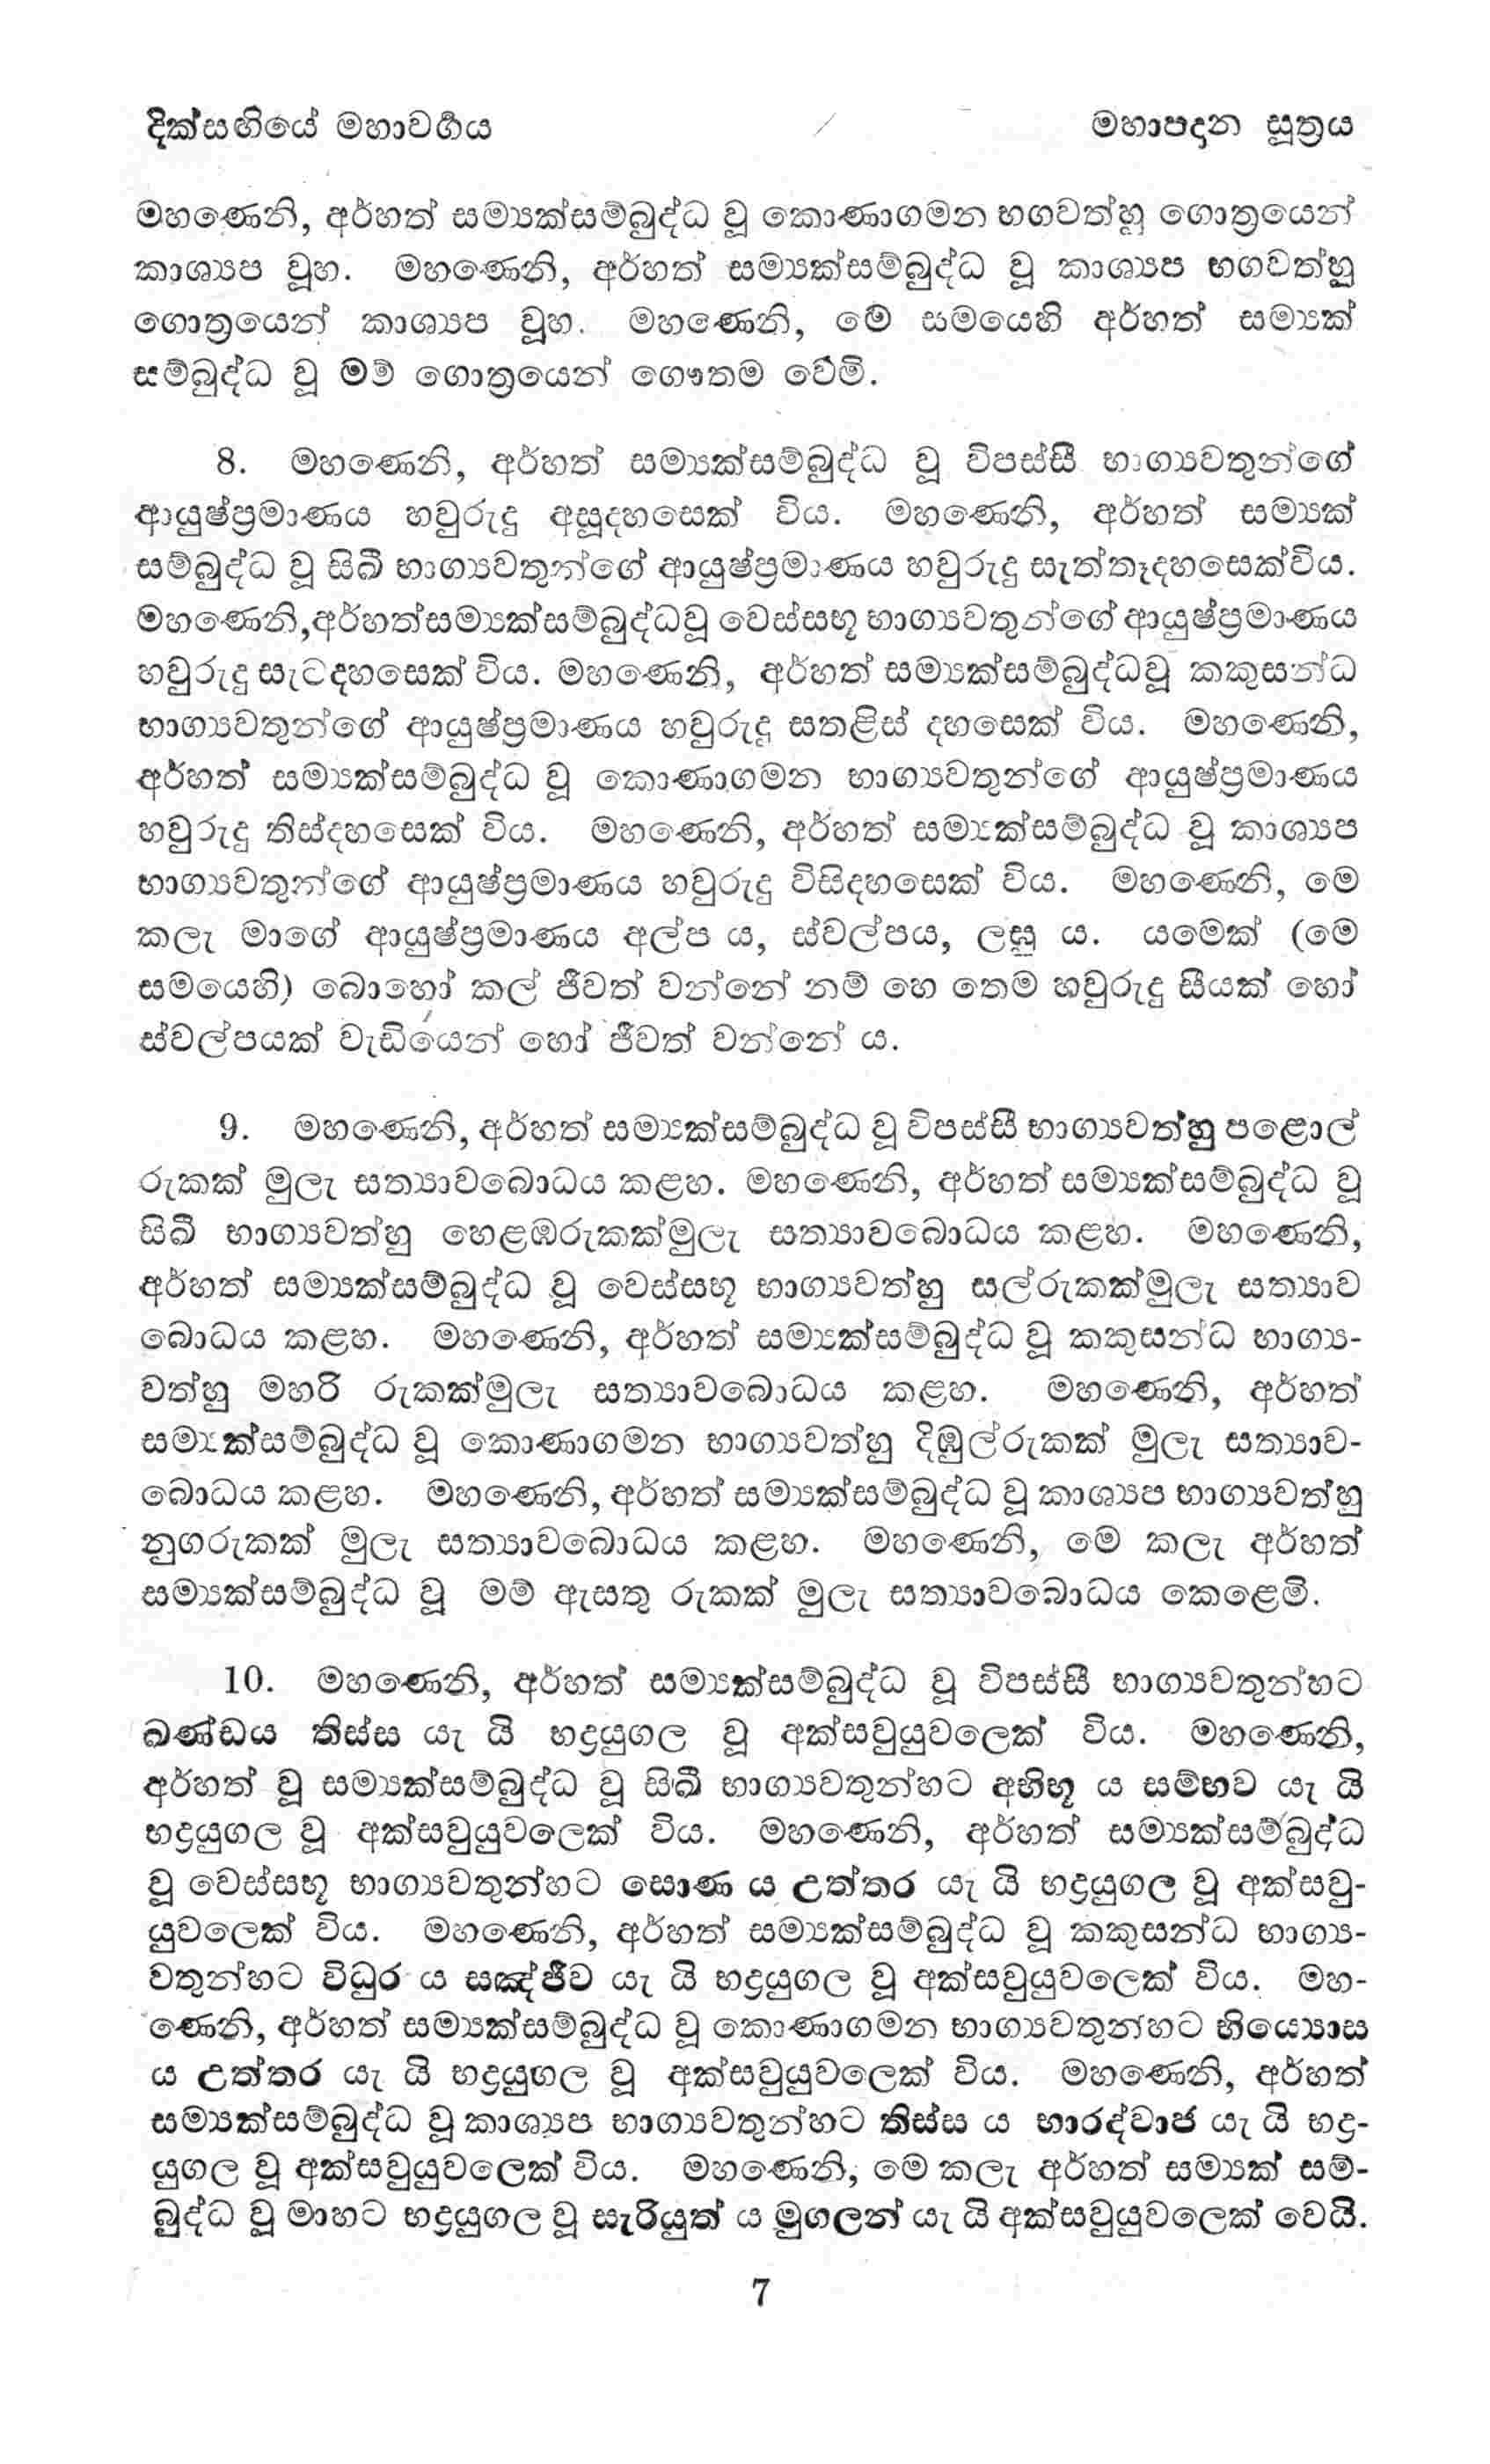 දික්සඟියේ මහාවර්‍ගය මහාපදාන සූත්‍රය
මහණෙනි, අර්හත් සම්‍යක්සම්බුද්ධ වූ කොණාගමන භගවත්හු ගොත්‍රයෙන්
කාශ්‍යප වූහ. මහණෙනි, අර්හත් සම්‍යක්සම්බුද්ධ වූ කාශ්‍යප භගවත්හු
ගොත්‍රයෙන් කාශ්‍යප වූහ. මහණෙනි, මේ සමයෙහි අර්හත් සම්‍යක්
සම්බුද්ධ වූ මම් ගොත්‍රයෙන් ගෞතම වෙමි.
8. මහණෙනි, අර්හත් සම්‍යක්සම්බුද්ධ වූ විපස්සී භාග්‍යවතුන්ගේ
ආයුෂ්ප්‍රමාණය හවුරුදු අසූදහසෙක් විය. මහණෙනි, අර්හත් සම්‍යක්
සම්බුද්ධ වූ සිඛී භාග්‍යවතුන්ගේ ආයුෂ්ප්‍රමාණය හවුරුදු සැත්තෑදහසෙක්විය.
මහණෙනි,අර්හත්සම්‍යක්සම්බුද්ධවූ වෙස්සභූ භාග්‍යවතුන්ගේ ආයුෂ්ප්‍රමාණය
හවුරුදු සැටදහසෙක් විය. මහණෙනි, අර්හත් සම්‍යක්සම්බුද්ධවූ කකුසන්ධ
භාග්‍යවතුන්ගේ ආයුෂ්ප්‍රමාණය හවුරුදු සතළිස් දහසෙක් විය. මහණෙනි,
අර්හත් සම්‍යක්සම්බුද්ධ වූ කොණාගමන භාග්‍යවතුන්ගේ ආයුෂ්ප්‍රමාණය
හවුරුදු තිස්දහසෙක් විය. මහණෙනි, අර්හත් සම්‍යක්සම්බුද්ධ වූ කාශ්‍යප
භාග්‍යවතුන්ගේ ආයුෂ්ප්‍රමාණය හවුරුදු විසිදහසෙක් විය. මහණෙනි, මෙ
කලැ මාගේ ආයුෂ්ප්‍රමාණය අල්ප ය, ස්වල්පය, ලඝු ය. යමෙක් (මෙ
සමයෙහි) බොහෝ කල් ජීවත් වන්නේ නම් හෙ තෙම හවුරුදු සියක් හෝ
ස්වල්පයක් වැඩියෙන් හෝ ජීවත් වන්නේ ය.
9. මහණෙනි, අර්හත් සම්‍යක්සම්බුද්ධ වූ විපස්සී භාග්‍යවත්හු පළොල්
රුකක් මුලැ සත්‍යාවබොධය කළහ. මහණෙනි, අර්හත් සම්‍යක්සම්බුද්ධ වූ
සිඛී භාග්‍යවත්හු හෙළඹරුකක්මුලැ සත්‍යාවබොධය කළහ. මහණෙනි,
අර්හත් සම්‍යක්සම්බුද්ධ වූ වෙස්සභූ භාග්‍යවත්හු සල්රුකක්මුලැ සත්‍යාව
බොධය කළහ. මහණෙනි, අර්හත් සම්‍යක්සම්බුද්ධ වූ කකුසන්ධ භාග්‍ය-
වත්හු මහරි රුකක්මුලැ සත්‍යාවබොධය කළහ. මහණෙනි, අර්හත්
සම්‍යක්සම්බුද්ධ වූ කොණාගමන භාග්‍යවත්හු දිඹුල්රුකක් මුලැ සත්‍යාව-
බොධය කළහ. මහණෙනි, අර්හත් සම්‍යක්සම්බුද්ධ වූ කාශ්‍යප භාග්‍යවත්හු
නුගරුකක් මුලැ සත්‍යාවබොධය කළහ. මහණෙනි, මෙ කලැ අර්හත්
සම්‍යක්සම්බුද්ධ වූ මම් ඇසතු රුකක් මුලැ සත්‍යාවබොධය කෙළෙමි.
10. මහණෙනි, අර්හත් සම්‍යක්සම්බුද්ධ වූ විපස්සී භාග්‍යවතුන්හට
ඛණ්ඩය තිස්ස යැ යි භද්‍රයුගල වූ අක්සවුයුවලෙක් විය. මහණෙනි,
අර්හත් වූ සම්‍යක්සම්බුද්ධ වූ සිඛී භාග්‍යවතුන්හට අභිභූ ය සම්භව යැ යි
භද්‍රයුගල වූ අක්සවුයුවලෙක් විය. මහණෙනි, අර්හත් සම්‍යක්සම්බුද්ධ
වූ වෙස්සභූ භාග්‍යවතුන්හට සොණ ය උත්තර යැ යි භද්‍රයුගල වූ අක්සවු-
යුවලෙක් විය. මහණෙනි, අර්හත් සම්‍යක්සම්බුද්ධ වූ කකුසන්ධ භාග්‍ය-
වතුන්හට විධුර ය සඤ්ජීව යැ යි භද්‍රයුගල වූ අක්සවුයුවලෙක් විය. මහ-
ණෙනි, අර්හත් සම්‍යක්සම්බුද්ධ වූ කොණාගමන භාග්‍යවතුන්හට භිය්‍යොස
ය උත්තර යැ යි භද්‍රයුගල වූ අක්සවුයුවලෙක් විය. මහණෙනි, අර්හත්
සම්‍යක්සම්බුද්ධ වූ කාශ්‍යප භාග්‍යවතුන්හට තිස්ස ය භාරද්වාජ යැ යි භද්‍ර-
යුගල වූ අක්සවුයුවලෙක් විය. මහණෙනි, මෙ කලැ අර්හත් සම්‍යක් සම්-
බුද්ධ වූ මාහට භද්‍රයුගල වූ සැරියුත් ය මුගලන් යැ යි අක්සවුයුවලෙක් වෙයි.
7